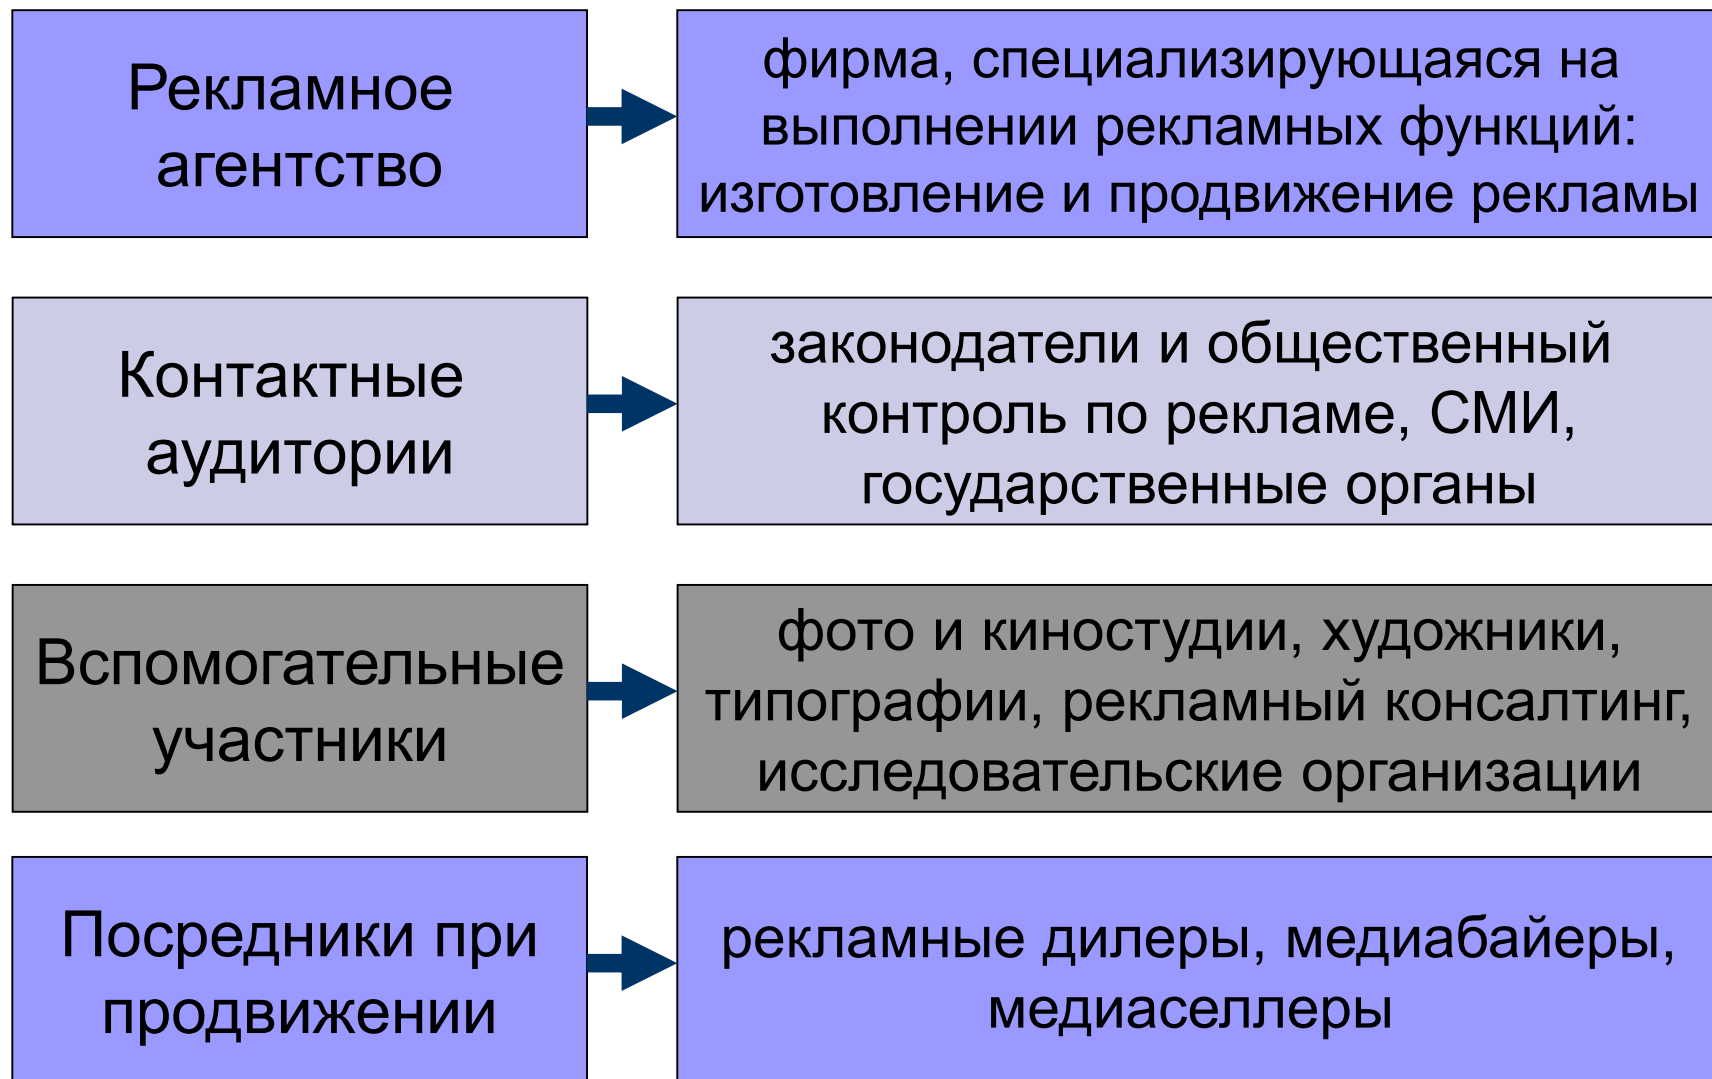 Рекламное
агентство
фирма, специализирующаяся на
выполнении рекламных функций:
изготовление и продвижение рекламы
Контактные
аудитории
законодатели и общественный
контроль по рекламе, СМИ,
государственные органы
Вспомогательные
участники
фото и киностудии, художники,
типографии, рекламный консалтинг,
исследовательские организации
Посредники при
продвижении
рекламные дилеры, медиабайеры,
медиаселлеры